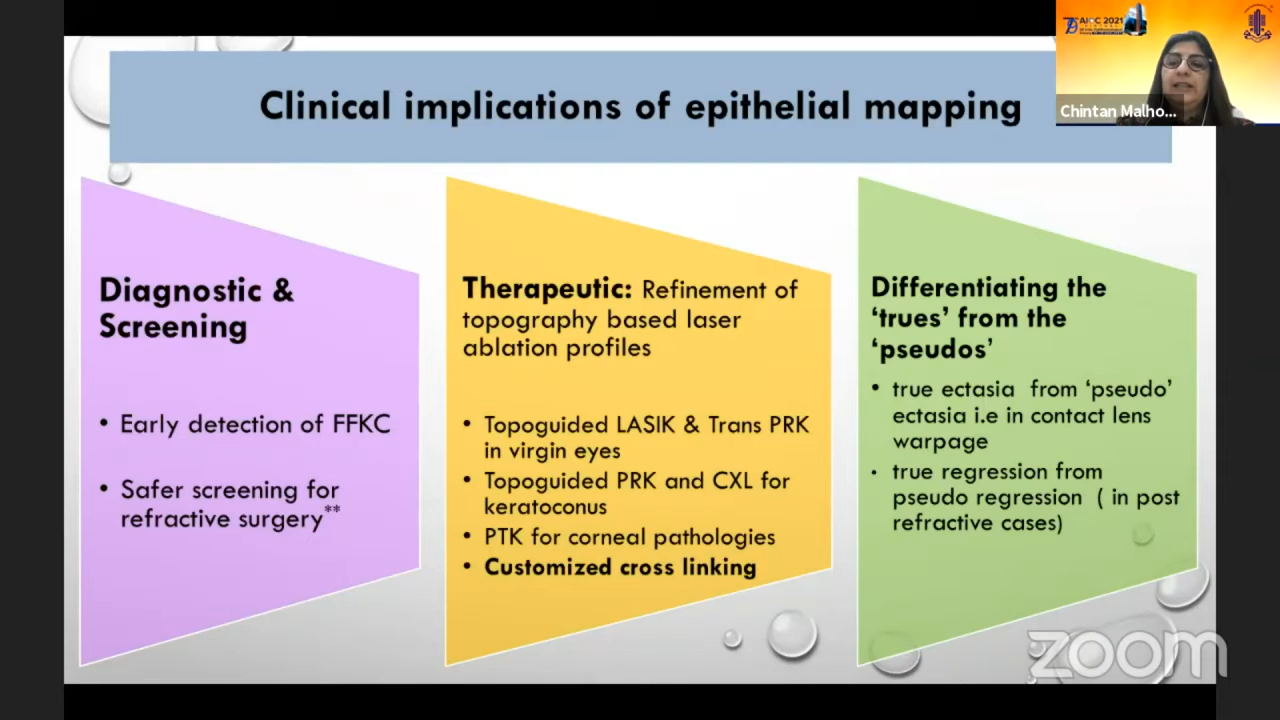 AIOC 2021
Chintan Malho...
Clinical implications of epithelial mapping
Diagnostic &
Screening
• Early detection of FFKC
• Safer screening for
refractive surgery**
Therapeutic: Refinement of
topography based laser
ablation profiles
• Topoguided LASIK & Trans PRK
in virgin eyes
• Topoguided PRK and CXL for
keratoconus
• PTK for corneal pathologies
• Customized cross linking
Differentiating the
‘trues’ from the
‘pseudos’
• true ectasia from ‘pseudo’
ectasia i.e in contact lens
warpage
• true regression from
pseudo regression ( in post
refractive cases)
zoom